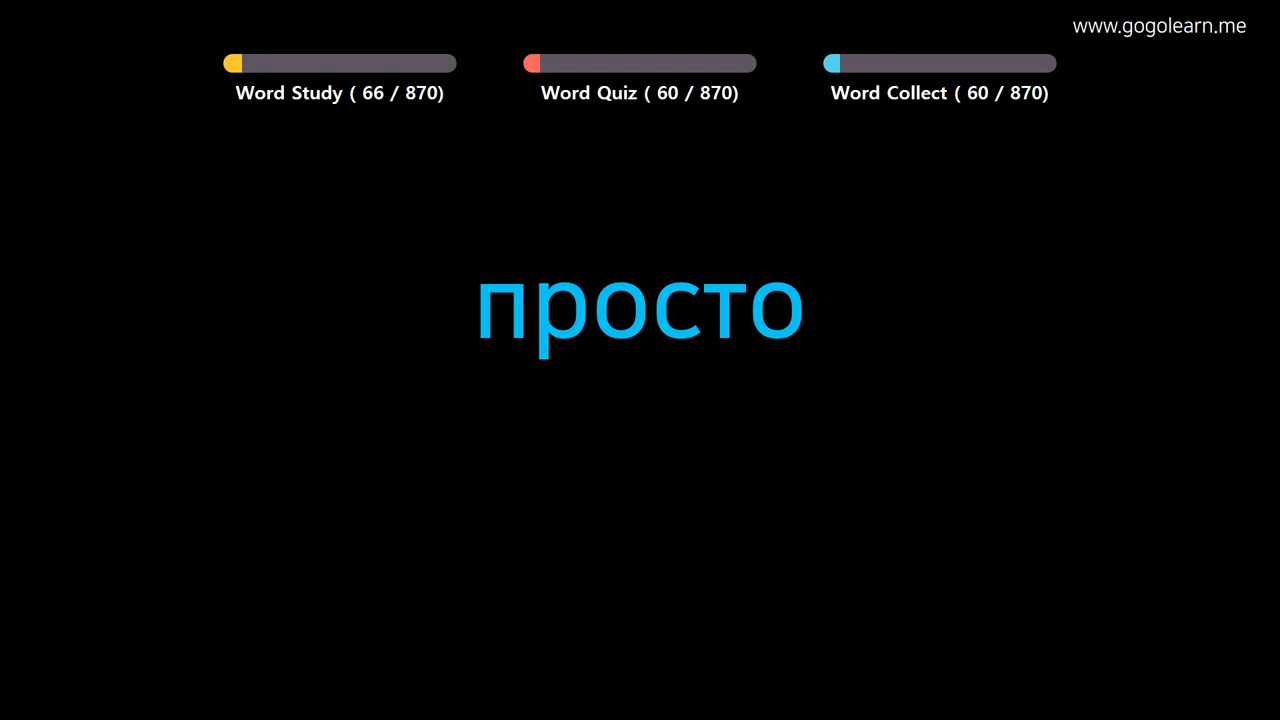 www.gogolearn.me
Word Study ( 66 / 870)
Word Quiz ( 60 / 870)
Word Collect ( 60 / 870)
просто